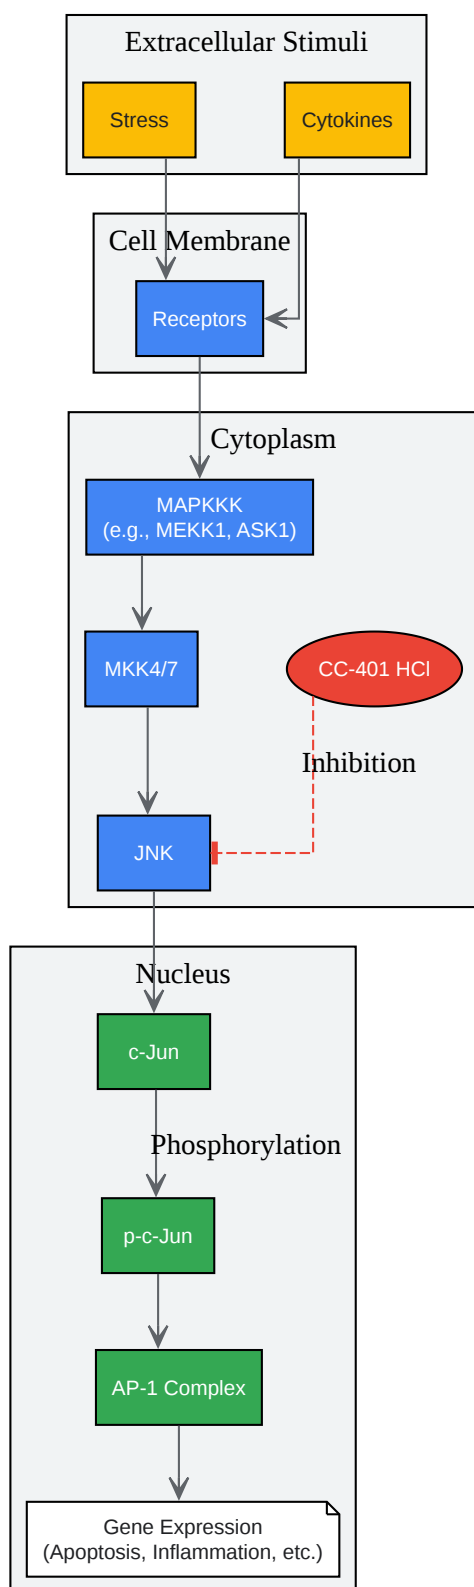 Extracellular Stimuli
Stress
Cytokines
Cell Membrane
Receptors
Cytoplasm
MAPKKK
(e.g., MEKK1, ASK1)
MKK4/7
CC-401 HCl
Inhibition
JNK
Nucleus
c-Jun
Phosphorylation
p-c-Jun
AP-1 Complex
Gene Expression
(Apoptosis, Inflammation, etc.)